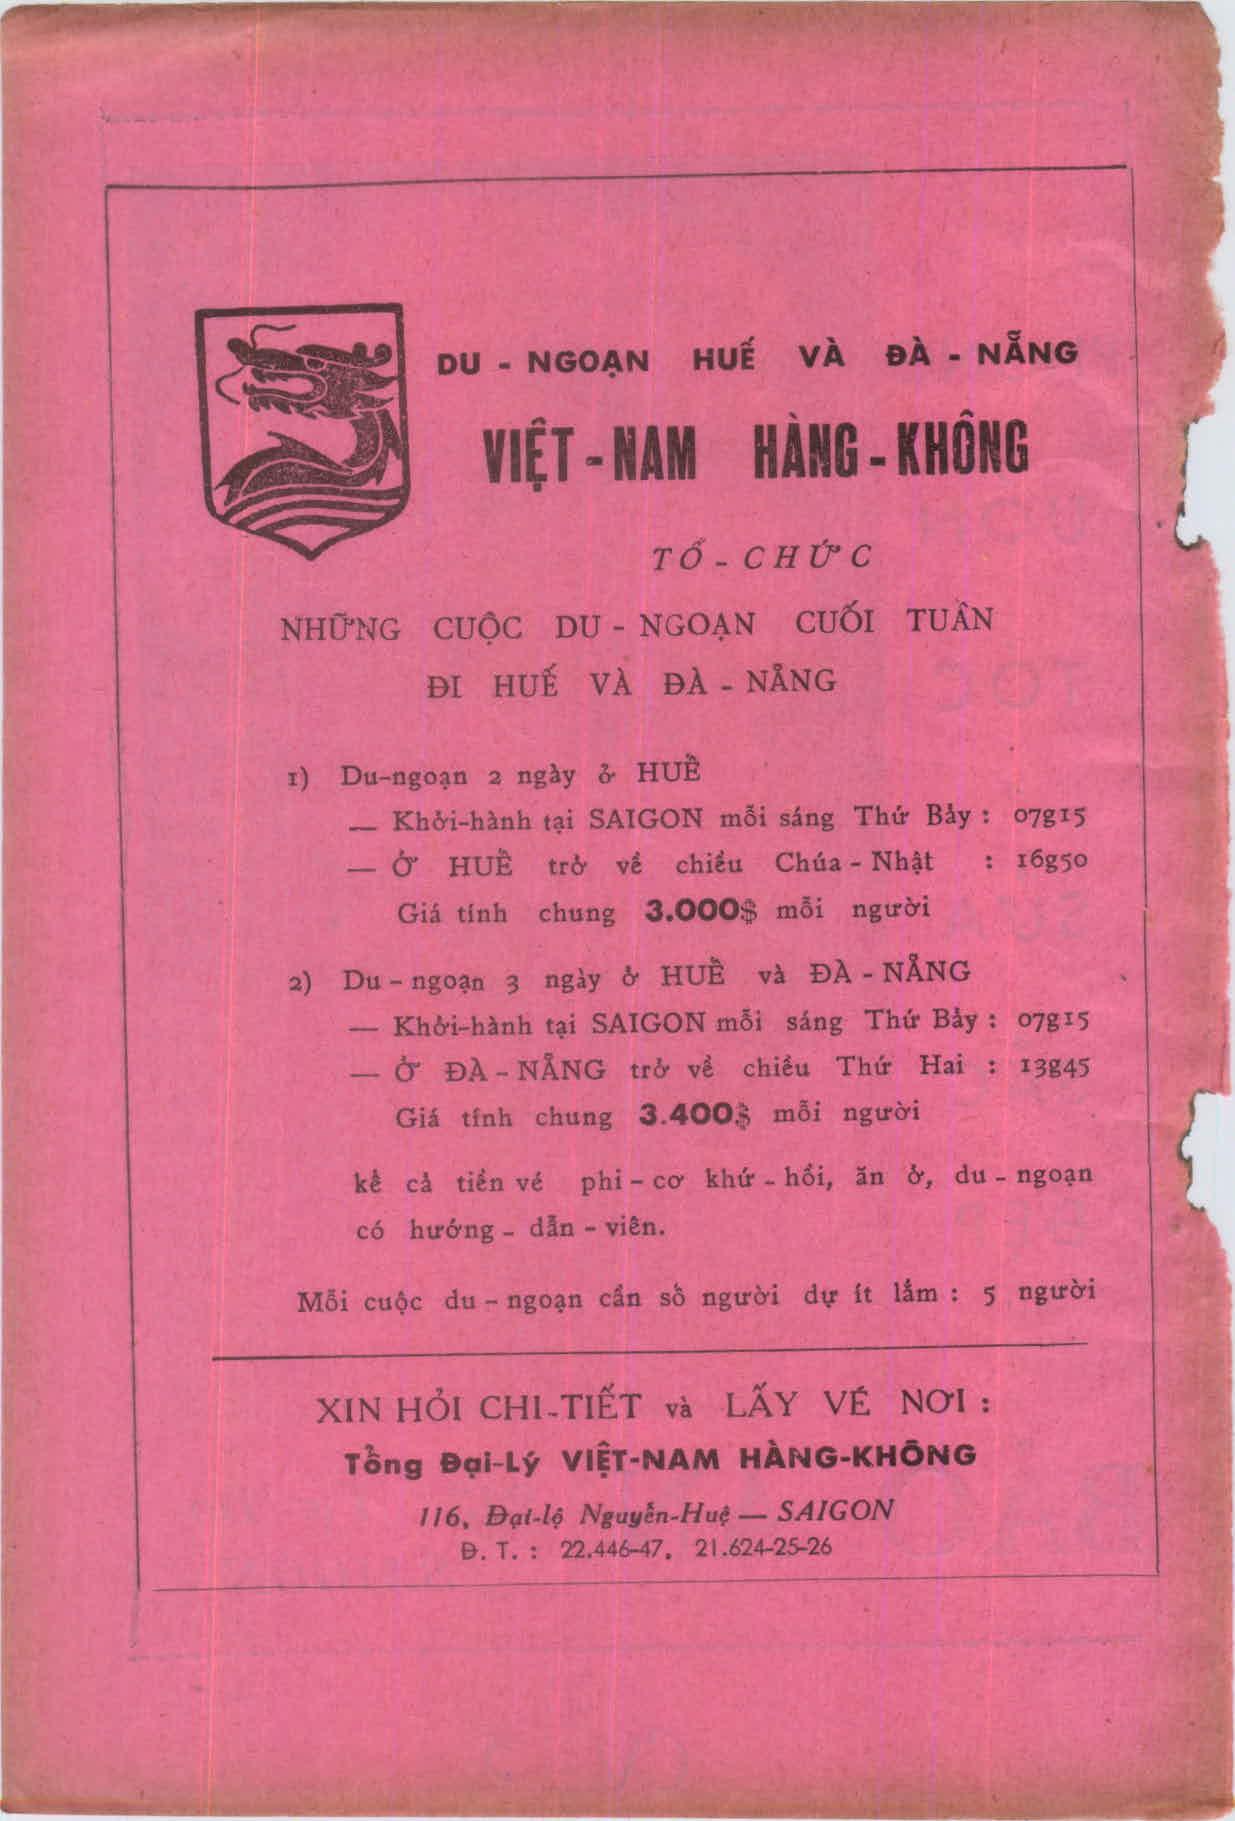 DU - NGOẠN HUẾ VÀ ĐÀ - NẴNG
VIỆT - NAM HÀNG - KHÔNG
TỔ - CHỨC
NHỮNG CUỘC DU - NGOẠN CUỐI TUẦN
ĐI HUẾ VÀ ĐÀ - NẴNG
1) Du-ngoạn 2 ngày ở HUẾ
— Khởi-hành tại SAIGON mỗi sáng Thứ Bảy : 07g15
— Ở HUẾ trở về chiều Chúa - Nhật : 16g50
Giá tính chung 3.000$ mỗi người
2) Du - ngoạn 3 ngày ở HUẾ và ĐÀ - NẴNG
— Khởi-hành tại SAIGON mỗi sáng Thứ Bảy : 07g15
— Ở ĐÀ - NẴNG trở về chiều Thứ Hai : 13g45
Giá tính chung 3.400$ mỗi người
kể cả tiền vé phi - cơ khứ - hồi, ăn ở, du - ngoạn
có hướng - dẫn - viên.
Mỗi cuộc du - ngoạn cần số người dự ít lắm : 5 người
XIN HỎI CHI-TIẾT và LẤY VÉ NƠI :
Tổng Đại-Lý VIỆT-NAM HÀNG-KHÔNG
116, Đại-lộ Nguyễn-Huệ — SAIGON
Đ. T. : 22.446-47, 21.624-25-26